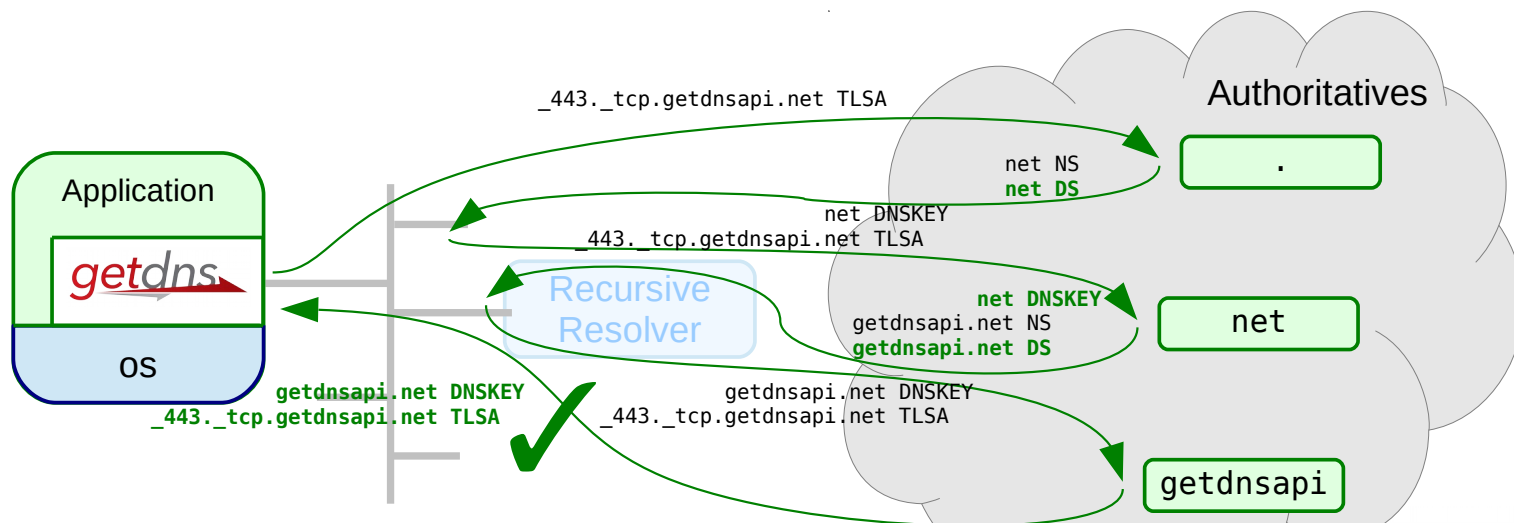 Authoritatives
_443._tcp.getdnsapi.net TLSA
.
net NS
net DS
Application
net DNSKEY
_443._tcp.getdnsapi.net TLSA
getdns
Recursive
Resolver
net DNSKEY
getdnsapi.net NS
getdnsapi.net DS
net
os
getdnsapi.net DNSKEY
_443._tcp.getdnsapi.net TLSA
getdnsapi.net DNSKEY
_443._tcp.getdnsapi.net TLSA
getdnsapi